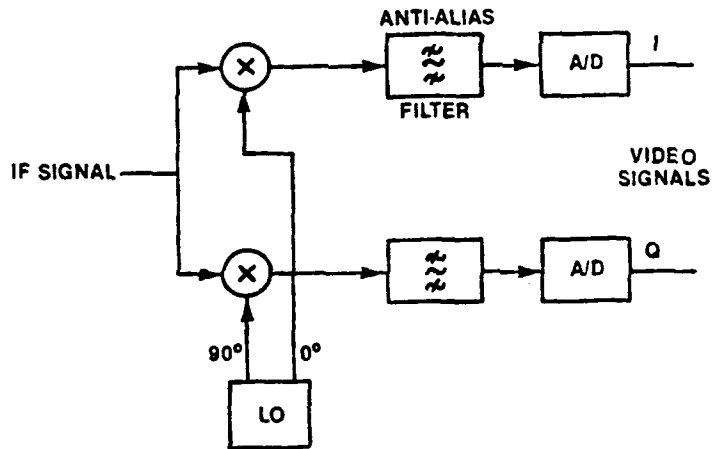 ANTI-ALIAS
FILTER
A/D
I
IF SIGNAL
VIDEO
SIGNALS
A/D
Q
90°
0°
LO